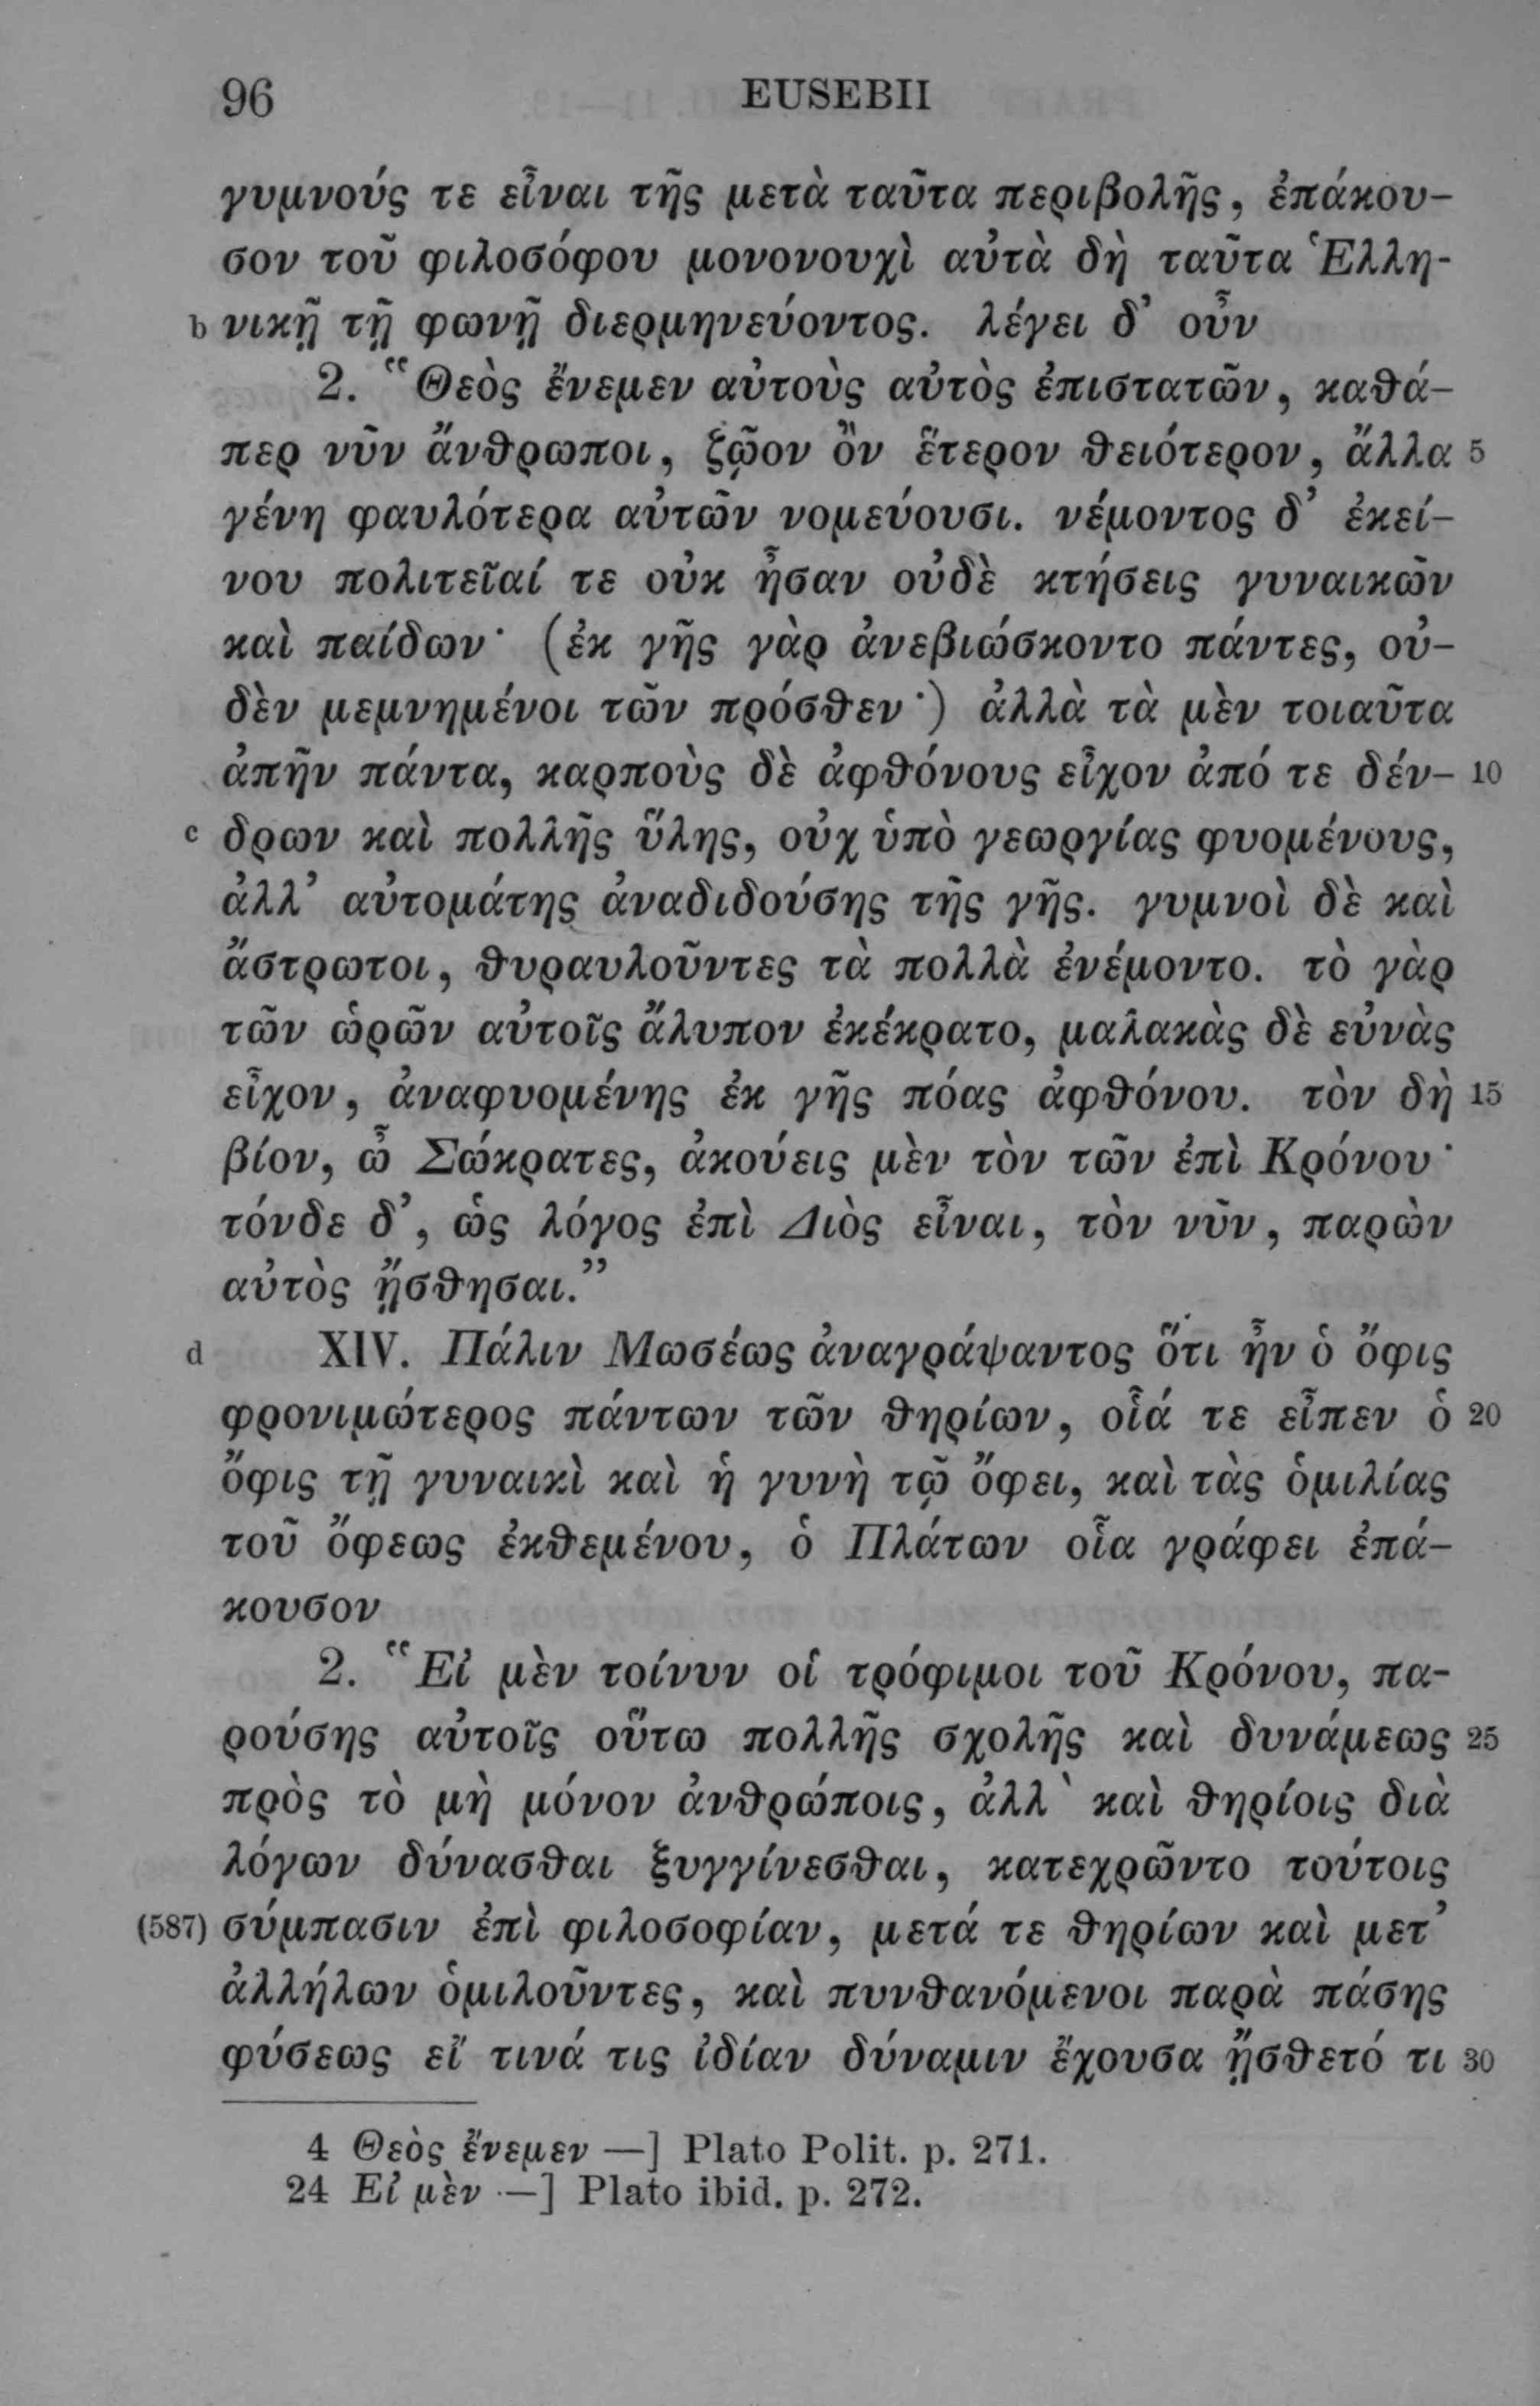 96 EUSEBII
γυμνούς τε εἶναι τῆς μετὰ ταῦτα περιβολῆς, ἐπάκου-
σον τοῦ φιλοσόφου μονονουχὶ αὐτὰ δὴ ταῦτα Ἑλλη-
b νικῇ τῇ φωνῇ διερμηνεύοντος. λέγει δ’ οὖν
2. “Θεὸς ἔνεμεν αὐτοὺς αὐτὸς ἐπιστατῶν, καθά-
περ νῦν ἄνθρωποι, ζῷον ὂν ἕτερον θειότερον, ἄλλα 5
γένη φαυλότερα αὐτῶν νομεύουσι. νέμοντος δ’ ἐκεί-
νου πολιτεῖαί τε οὐκ ἦσαν οὐδὲ κτήσεις γυναικῶν
καὶ παίδων· (ἐκ γῆς γὰρ ἀνεβιώσκοντο πάντες, οὐ-
δὲν μεμνημένοι τῶν πρόσθεν·) ἀλλὰ τὰ μὲν τοιαῦτα
ἀπῆν πάντα, καρποὺς δὲ ἀφθόνους εἶχον ἀπό τε δέν- 10
c δρων καὶ πολλῆς ὕλης, οὐχ ὑπὸ γεωργίας φυομένους,
ἀλλ’ αὐτομάτης ἀναδιδούσης τῆς γῆς. γυμνοὶ δὲ καὶ
ἄστρωτοι, θυραυλοῦντες τὰ πολλὰ ἐνέμοντο. τὸ γὰρ
τῶν ὡρῶν αὐτοῖς ἄλυπον ἐκέκρατο, μαλακὰς δὲ εὐνὰς
εἶχον, ἀναφυομένης ἐκ γῆς πόας ἀφθόνου. τὸν δὴ 15
βίον, ὦ Σώκρατες, ἀκούεις μὲν τὸν τῶν ἐπὶ Κρόνου·
τόνδε δ’, ὡς λόγος ἐπὶ Διὸς εἶναι, τὸν νῦν, παρὼν
αὐτὸς ᾔσθησαι.”
d XIV. Πάλιν Μωσέως ἀναγράψαντος ὅτι ἦν ὁ ὄφις
φρονιμώτερος πάντων τῶν θηρίων, οἷά τε εἶπεν ὁ 20
ὄφις τῇ γυναικὶ καὶ ἡ γυνὴ τῷ ὄφει, καὶ τὰς ὁμιλίας
τοῦ ὄφεως ἐκθεμένου, ὁ Πλάτων οἷα γράφει ἐπά-
κουσον
2. “Εἰ μὲν τοίνυν οἱ τρόφιμοι τοῦ Κρόνου, πα-
ρούσης αὐτοῖς οὕτω πολλῆς σχολῆς καὶ δυνάμεως 25
πρὸς τὸ μὴ μόνον ἀνθρώποις, ἀλλ̀ καὶ θηρίοις διὰ
λόγων δύνασθαι ξυγγίνεσθαι, κατεχρῶντο τούτοις
(587) σύμπασιν ἐπὶ φιλοσοφίαν, μετά τε θηρίων καὶ μετ’
ἀλλήλων ὁμιλοῦντες, καὶ πυνθανόμενοι παρὰ πάσης
φύσεως εἴ τινά τις ἰδίαν δύναμιν ἔχουσα ᾔσθετό τι 30
4 Θεὸς ἔνεμεν —] Plato Polit. p. 271.
24 Εἰ μὲν —] Plato ibid. p. 272.